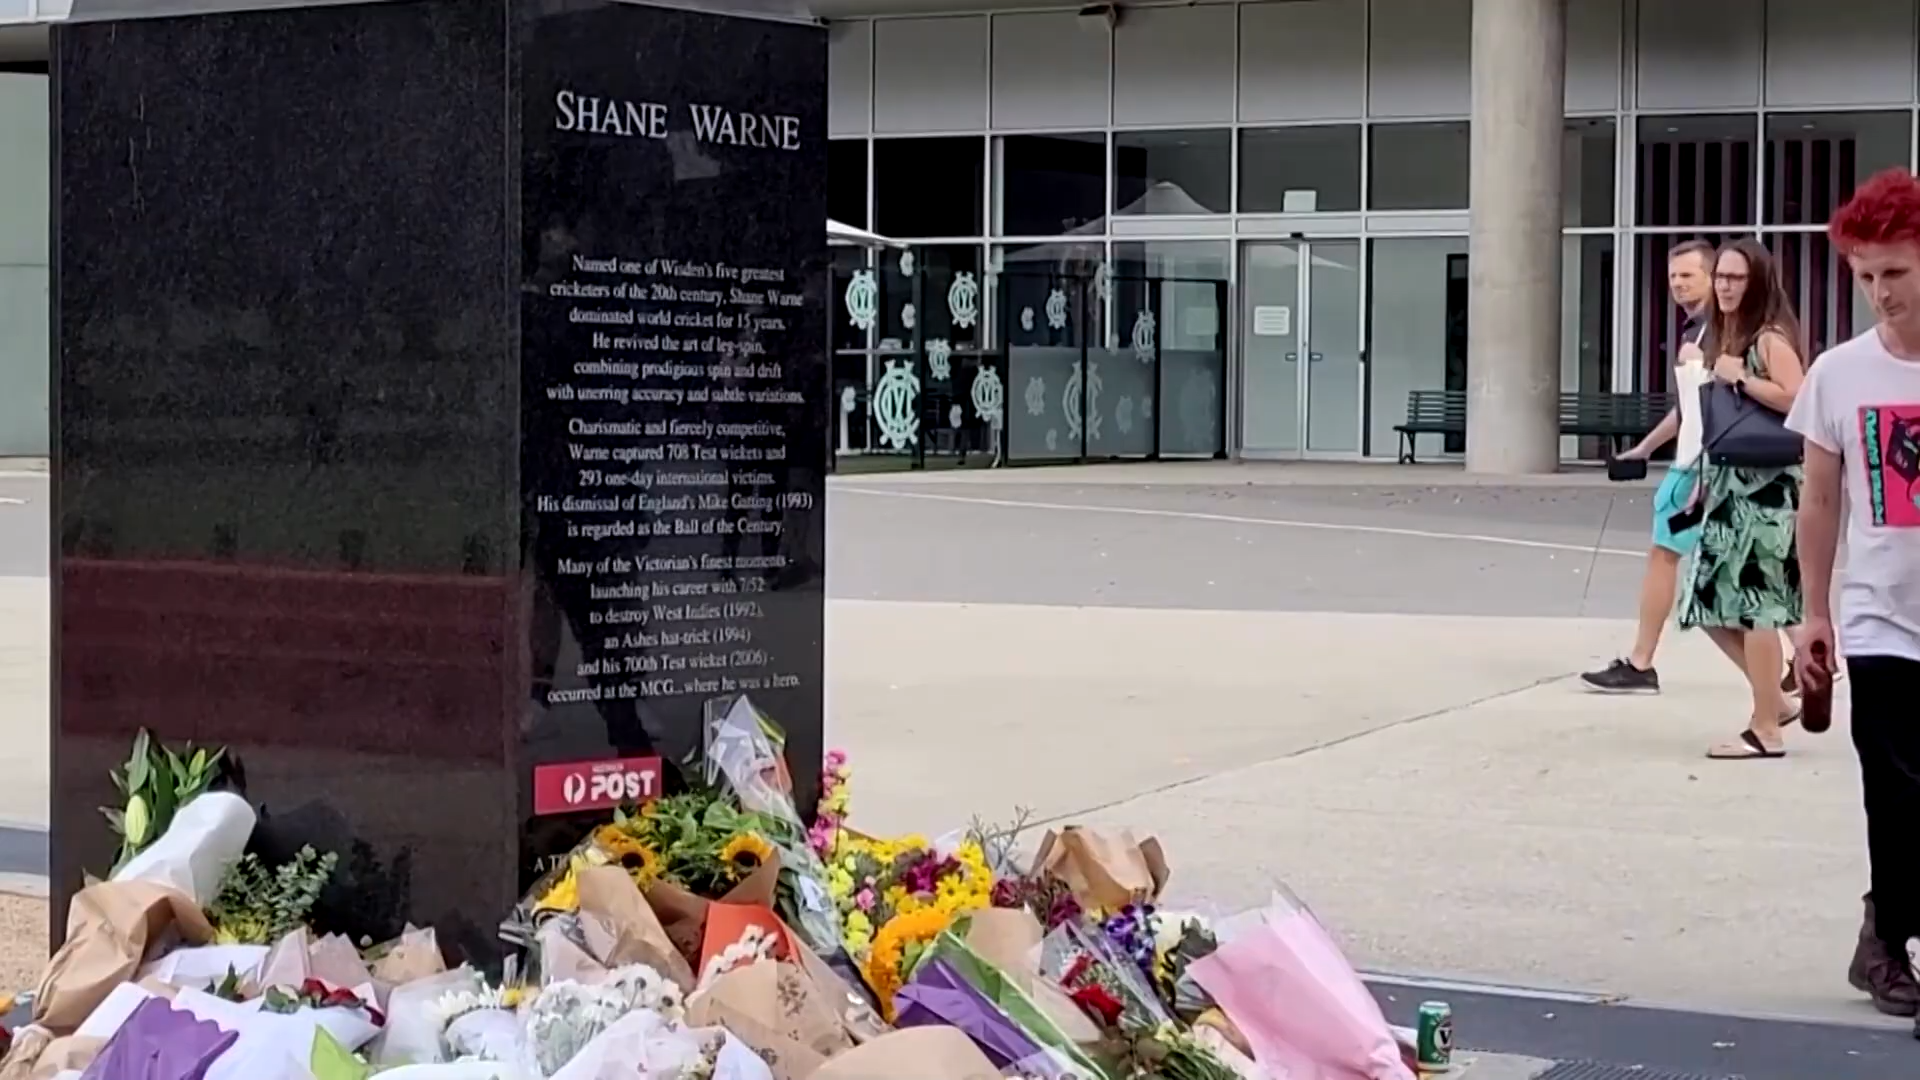 SHANE WARNE
Named one of Wisden's five greatest
cricketers of the 20th century, Shane Warne
dominated world cricket for 15 years.
He revived the art of leg-spin,
combining prodigious spin and drift
with unerring accuracy and subtle variations.
Charismatic and fiercely competitive,
Warne captured 708 Test wickets and
293 one-day international victims.
His dismissal of England's Mike Gatting (1993)
is regarded as the Ball of the Century.
Many of the Victorian's finest moments -
launching his career with 7/52
to destroy West Indies (1992),
an Ashes hat-trick (1994)
and his 700th Test wicket (2006) -
occurred at the MCG...where he was a hero.
POST
A